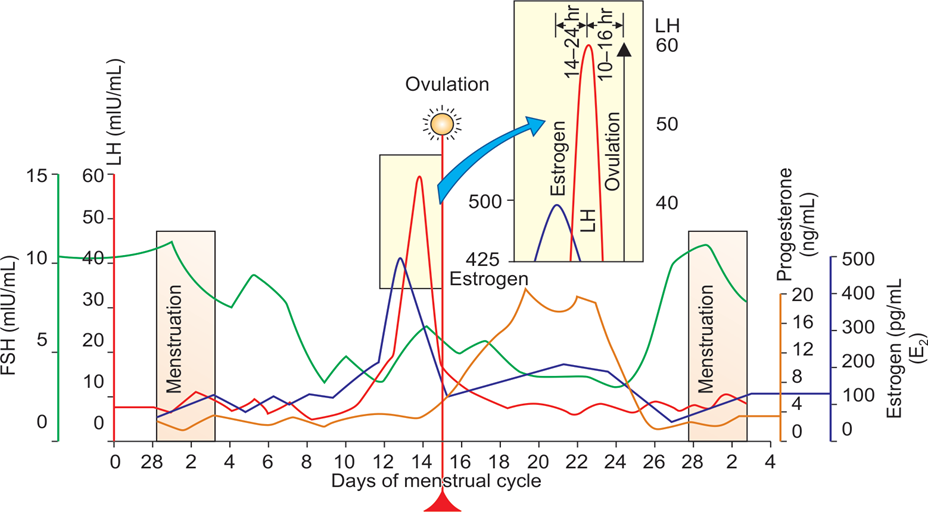 Ovulation
LH (mIU/mL)
FSH (mIU/mL)
15
10
5
0
60
50
40
30
20
10
0
Menstruation
14–24 hr
10–16 hr
Estrogen
LH
Ovulation
500
425
Estrogen
LH
60
50
40
Menstruation
Progesterone
(ng/mL)
20
16
12
8
4
0
500
400
300
200
100
0
Estrogen (pg/mL
(E2)
0 28 2 4 6 8 10 12 14 16 18 20 22 24 26 28 2 4
Days of menstrual cycle